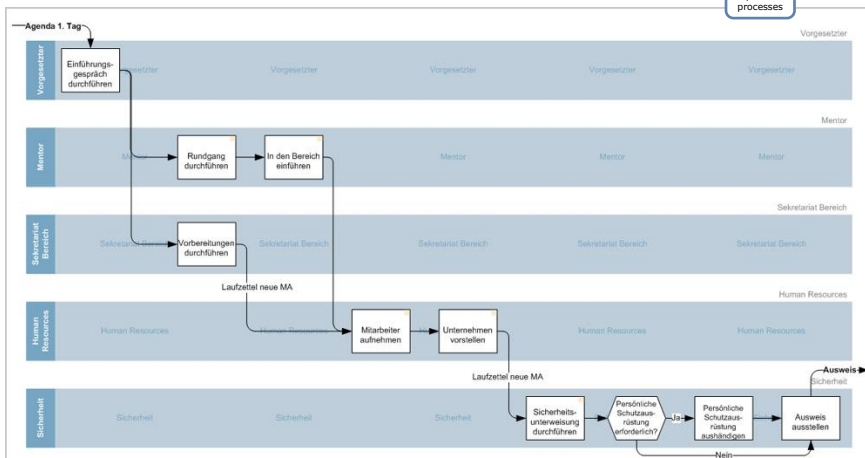 processes
Agenda 1. Tag
Vorgesetzter
Vorgesetzter
Einführungs-
gespräch
durchführen
Vorgesetzter
Vorgesetzter
Vorgesetzter
Vorgesetzter
Mentor
Mentor
Rundgang
durchführen
In den Bereich
einführen
Mentor
Mentor
Mentor
Sekretariat Bereich
Sekretariat
Bereich
Sekretariat Bereich
Vorbereitungen
durchführen
Sekretariat Bereich
Sekretariat Bereich
Sekretariat Bereich
Sekretariat Bereich
Laufzettel neue MA
Human Resources
Human
Resources
Human Resources
Human Resources
Mitarbeiter
aufnehmen
Unternehmen
vorstellen
Human Resources
Human Resources
Laufzettel neue MA
Ausweis
Sicherheit
Sicherheit
Sicherheit
Sicherheit
Sicherheit
Sicherheits-
unterweisung
durchführen
Persönliche
Schutzaus-
rüstung
erforderlich?
Ja
Persönliche
Schutzaus-
rüstung
aushändigen
Ausweis
ausstellen
Nein